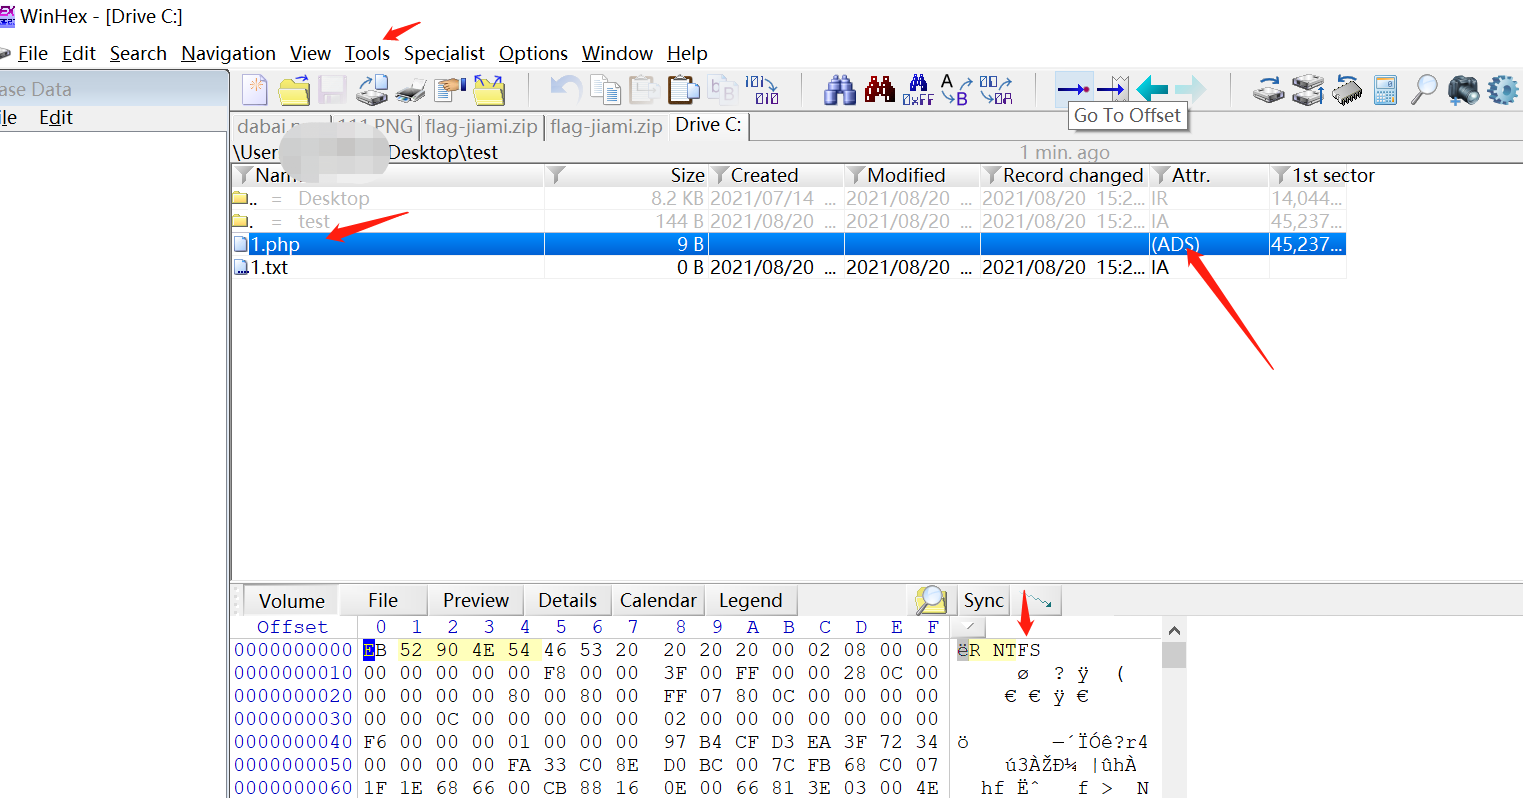 WinHex - [Drive C:]
File Edit Search Navigation View Tools Specialist Options Window Help
ase Data
ile Edit
Go To Offset
111.PNG flag-jiami.zip flag-jiami.zip Drive C:
\User Desktop\test 1 min. ago
Size Created Modified Record changed Attr. 1st sector
.. = Desktop 8.2 KB 2021/07/14 ... 2021/08/20 ... 2021/08/20 15:2... IR 14,044...
. = test 144 B 2021/08/20 ... 2021/08/20 ... 2021/08/20 15:2... IA 45,237...
1.php 9 B (ADS) 45,237...
1.txt 0 B 2021/08/20 ... 2021/08/20 ... 2021/08/20 15:2... IA
Volume File Preview Details Calendar Legend Sync
Offset 0 1 2 3 4 5 6 7 8 9 A B C D E F
0000000000 EB 52 90 4E 54 46 53 20 20 20 20 00 02 08 00 00 ëR NTFS
0000000010 00 00 00 00 00 F8 00 00 3F 00 FF 00 00 28 0C 00 ø ? ÿ (
0000000020 00 00 00 00 80 00 80 00 FF 07 80 0C 00 00 00 00 € € ÿ €
0000000030 00 00 0C 00 00 00 00 00 02 00 00 00 00 00 00 00
0000000040 F6 00 00 00 01 00 00 00 97 B4 CF D3 EA 3F 72 34 ö —´ÏÓê?r4
0000000050 00 00 00 00 FA 33 C0 8E D0 BC 00 7C FB 68 C0 07 ú3ÀŽÐ¼ |ûhÀ
0000000060 1F 1E 68 66 00 CB 88 16 0E 00 66 81 3E 03 00 4E hf Ëˆ f > N